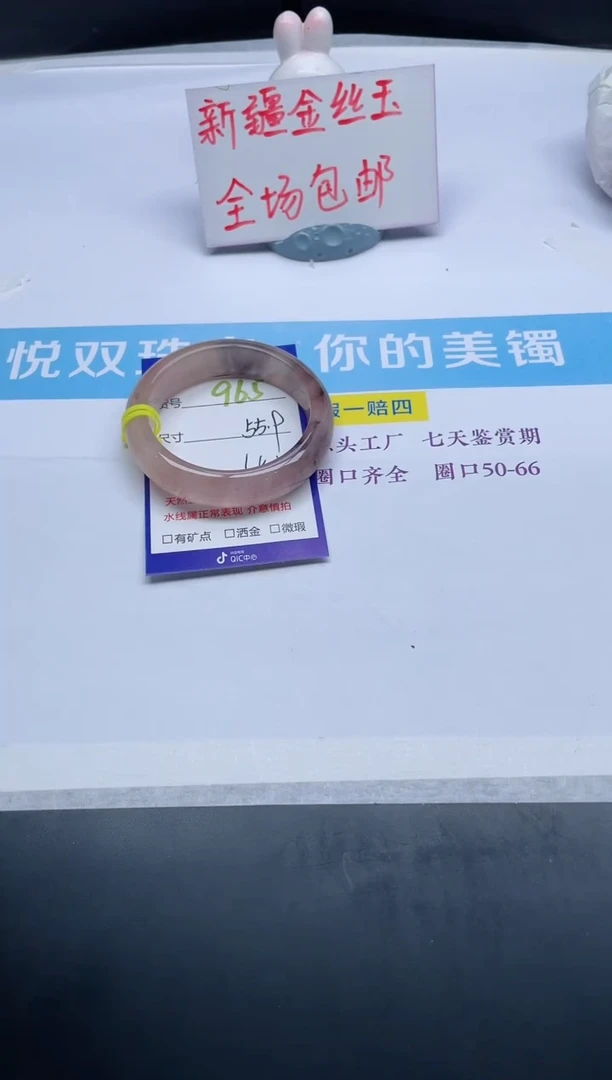 新疆金丝玉
全场包邮
悦双珠 你的美镯
号 965
假一赔四
尺寸 55.9
头工厂 七天鉴赏期
圈口齐全 圈口50-66
天然
水线属正常表现 介意慎拍
□有矿点 □洒金 □微瑕
QIC中心